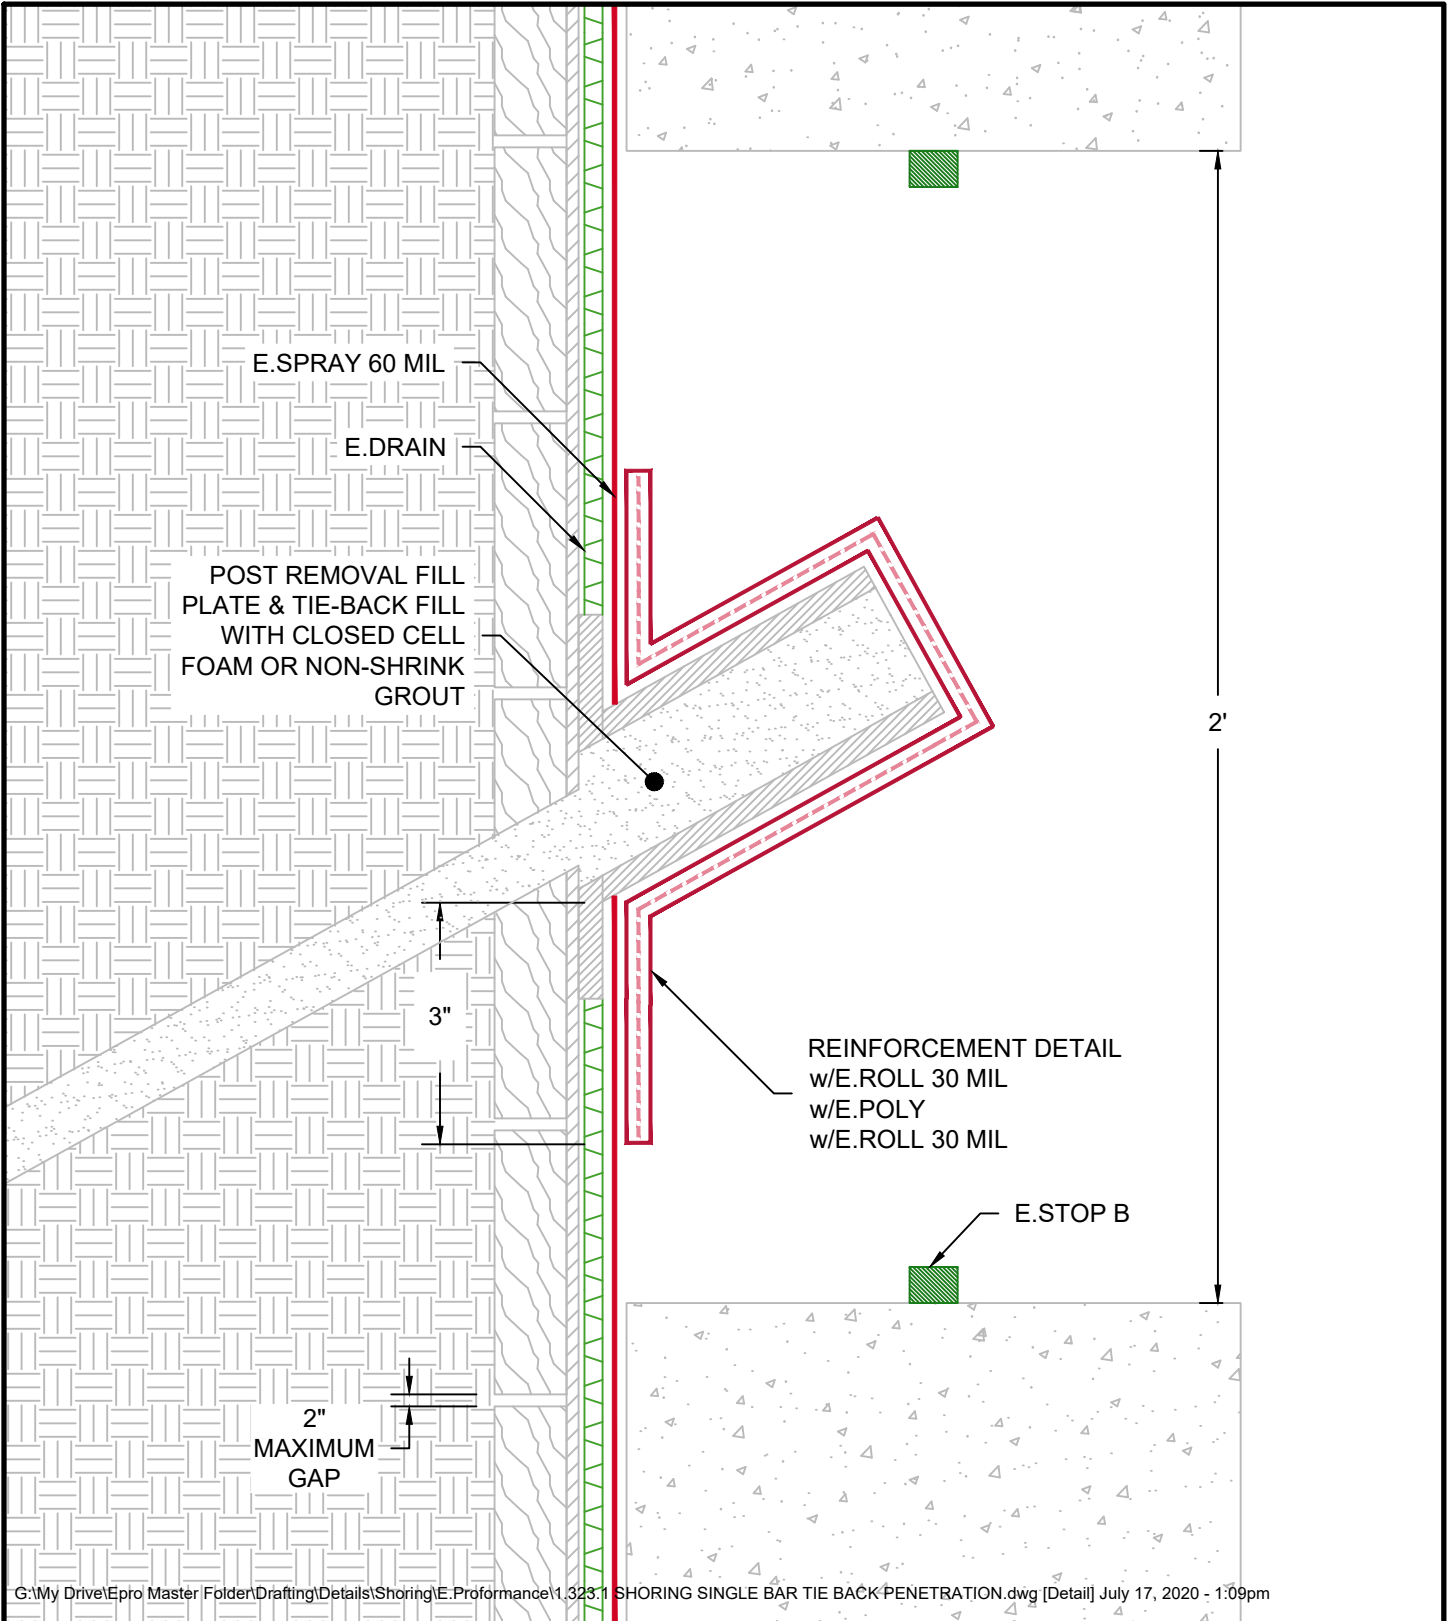 E.SPRAY 60 MIL
E.DRAIN
POST REMOVAL FILL
PLATE & TIE-BACK FILL
WITH CLOSED CELL
FOAM OR NON-SHRINK
GROUT
2'
3"
REINFORCEMENT DETAIL
w/E.ROLL 30 MIL
w/E.POLY
w/E.ROLL 30 MIL
E.STOP B
2"
MAXIMUM
GAP
G:\My Drive\Epro Master Folder\Drafting\Details\Shoring\E.Proformance\1.323.1 SHORING SINGLE BAR TIE BACK PENETRATION.dwg [Detail] July 17, 2020 - 1:09pm